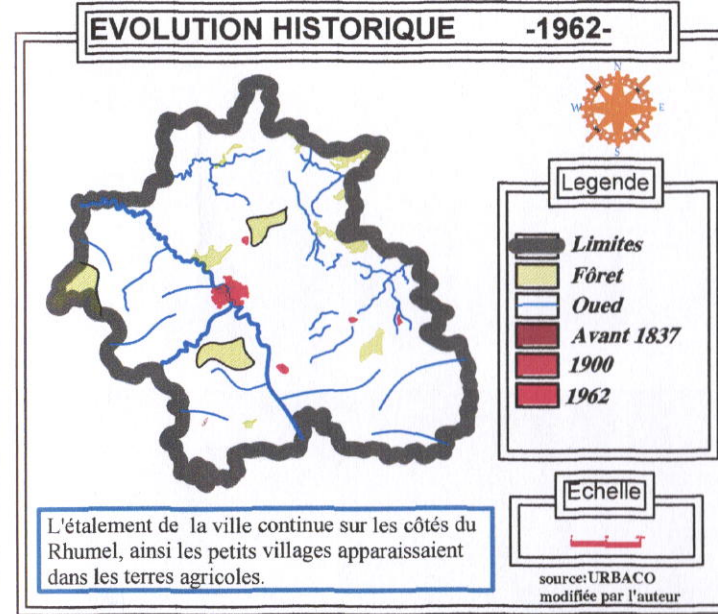 EVOLUTION HISTORIQUE -1962-
N
W E
S
Legende
Limites
Fôret
Oued
Avant 1837
1900
1962
Echelle
L'étalement de la ville continue sur les côtés du
Rhumel, ainsi les petits villages apparaissaient
dans les terres agricoles.
source:URBACO
modifiée par l'auteur